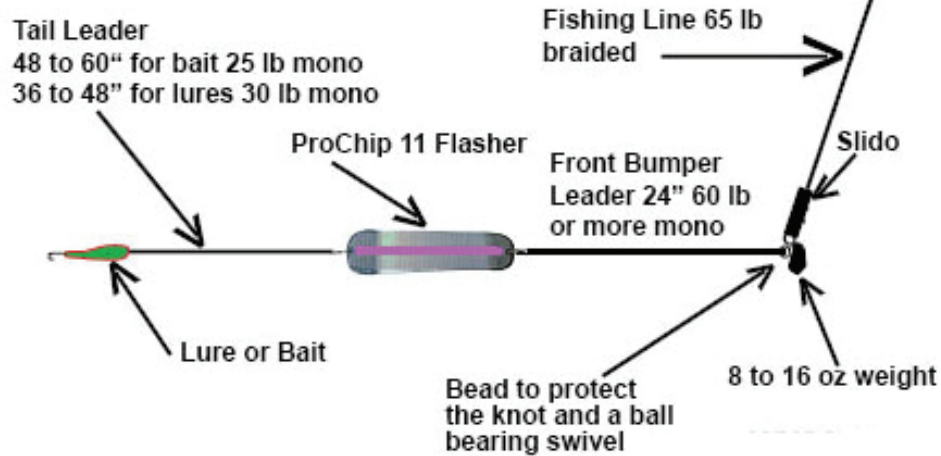 Tail Leader
48 to 60“ for bait 25 lb mono
36 to 48” for lures 30 lb mono
Fishing Line 65 lb
braided
ProChip 11 Flasher
Slido
Front Bumper
Leader 24” 60 lb
or more mono
Lure or Bait
Bead to protect
the knot and a ball
bearing swivel
8 to 16 oz weight